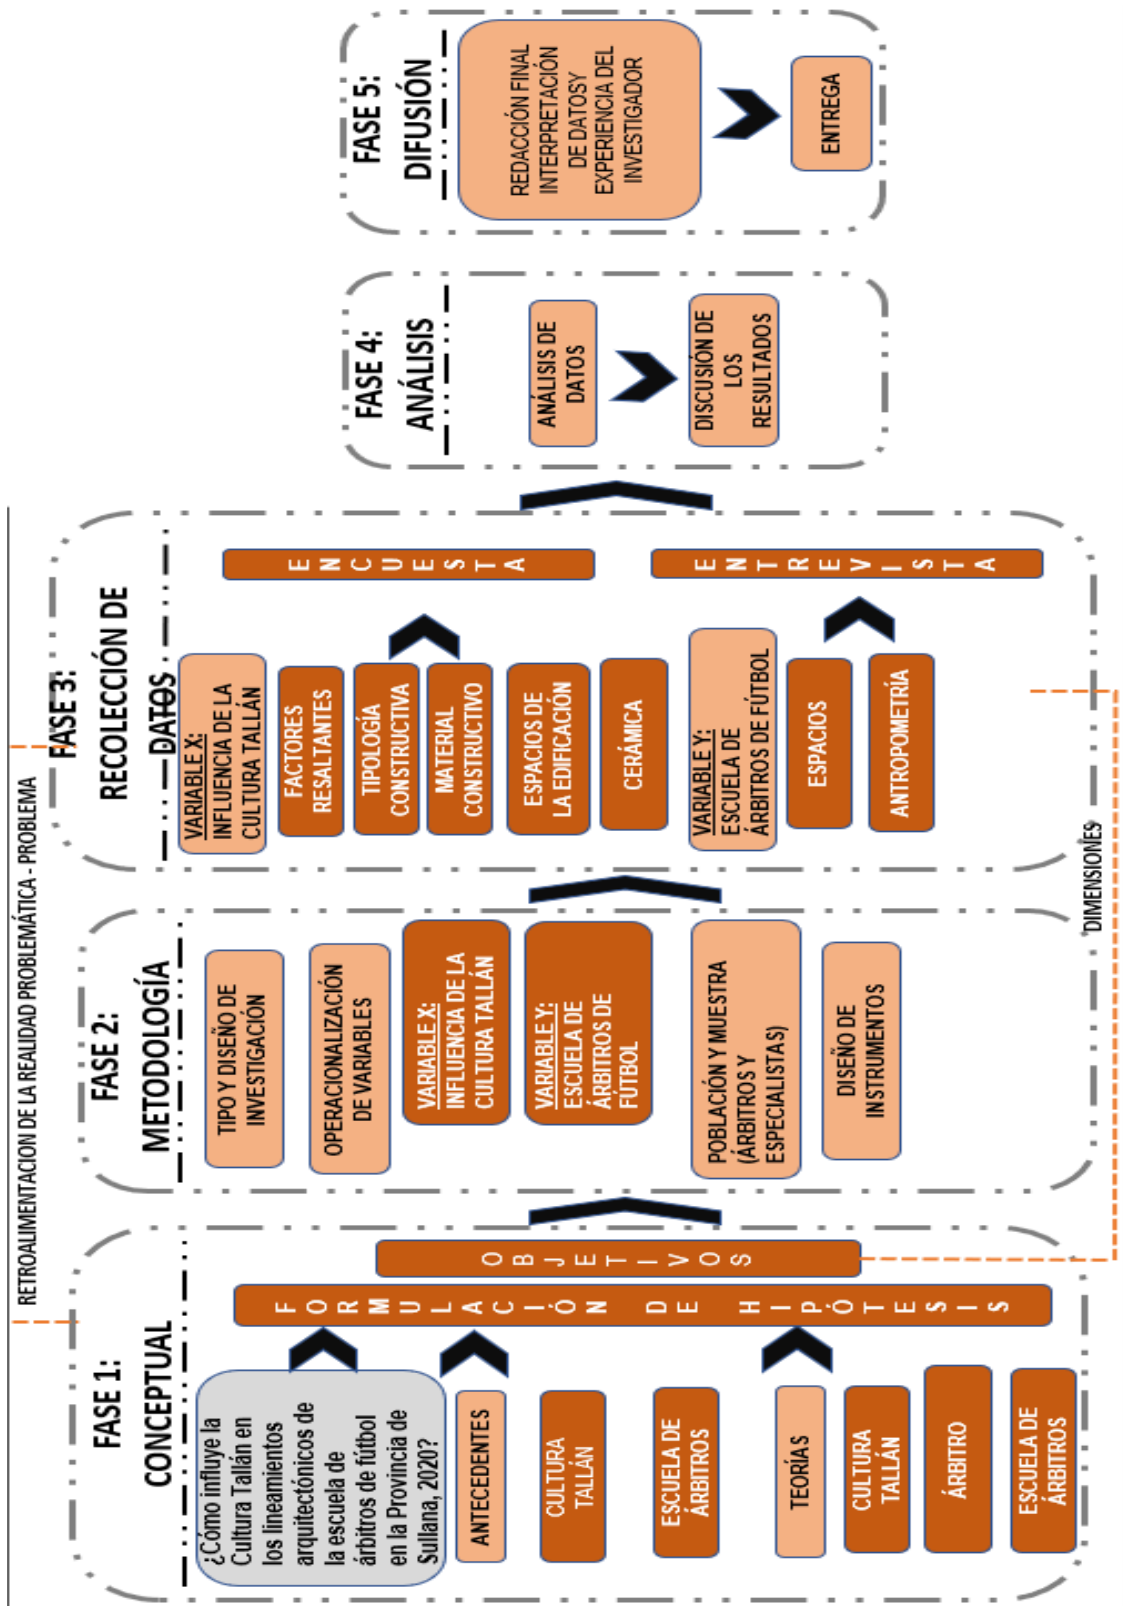 RETROALIMENTACION DE LA REALIDAD PROBLEMÁTICA - PROBLEMA
FASE 1:
CONCEPTUAL
¿Cómo influye la
Cultura Tallán en
los lineamientos
arquitectónicos de
la escuela de
árbitros de fútbol
en la Provincia de
Sullana, 2020?
ANTECEDENTES
CULTURA
TALLÁN
ESCUELA DE
ÁRBITROS
TEORÍAS
CULTURA
TALLÁN
ÁRBITRO
ESCUELA DE
ÁRBITROS
FORMULACIÓN DE HIPÓTESIS
OBJETIVOS
FASE 2:
METODOLOGÍA
TIPO Y DISEÑO DE
INVESTIGACIÓN
OPERACIONALIZACIÓN
DE VARIABLES
VARIABLE X:
INFLUENCIA DE LA
CULTURA TALLÁN
VARIABLE Y:
ESCUELA DE
ÁRBITROS DE
FÚTBOL
POBLACIÓN Y MUESTRA
(ÁRBITROS Y
ESPECIALISTAS)
DISEÑO DE
INSTRUMENTOS
FASE 3:
RECOLECCIÓN DE
DATOS
VARIABLE X:
INFLUENCIA DE LA
CULTURA TALLÁN
FACTORES
RESALTANTES
TIPOLOGÍA
CONSTRUCTIVA
MATERIAL
CONSTRUCTIVO
ESPACIOS DE
LA EDIFICACIÓN
CERÁMICA
VARIABLE Y:
ESCUELA DE
ÁRBITROS DE FÚTBOL
ESPACIOS
ANTROPOMETRÍA
ENCUESTA
ENTREVISTA
DIMENSIONES
FASE 4:
ANÁLISIS
ANÁLISIS DE
DATOS
DISCUSIÓN DE
LOS
RESULTADOS
FASE 5:
DIFUSIÓN
REDACCIÓN FINAL
INTERPRETACIÓN
DE DATOSY
EXPERIENCIA DEL
INVESTIGADOR
ENTREGA